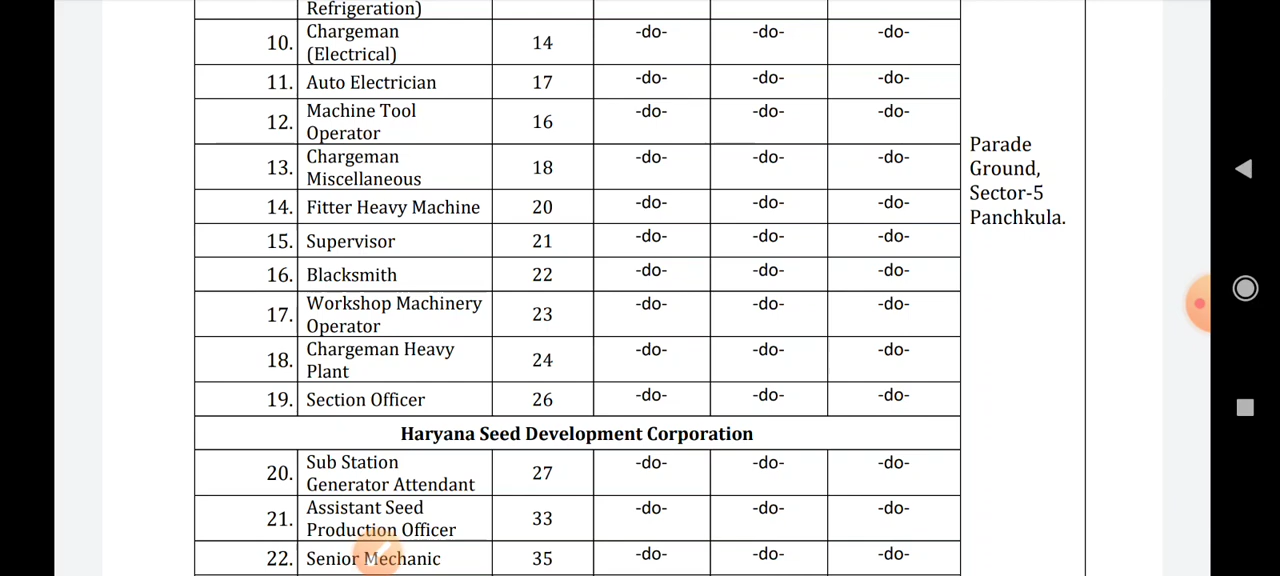 Refrigeration)
10. Chargeman (Electrical) 14 -do- -do- -do-
11. Auto Electrician 17 -do- -do- -do-
12. Machine Tool Operator 16 -do- -do- -do-
13. Chargeman Miscellaneous 18 -do- -do- -do-
14. Fitter Heavy Machine 20 -do- -do- -do-
15. Supervisor 21 -do- -do- -do-
16. Blacksmith 22 -do- -do- -do-
17. Workshop Machinery Operator 23 -do- -do- -do-
18. Chargeman Heavy Plant 24 -do- -do- -do-
19. Section Officer 26 -do- -do- -do-
Haryana Seed Development Corporation
20. Sub Station Generator Attendant 27 -do- -do- -do-
21. Assistant Seed Production Officer 33 -do- -do- -do-
22. Senior Mechanic 35 -do- -do- -do-
Parade
Ground,
Sector-5
Panchkula.